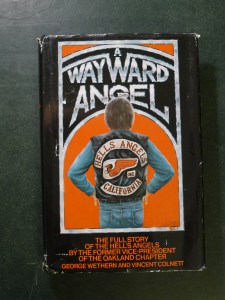 A
WAYWARD
ANGEL
HELLS ANGELS
CALIFORNIA
THE FULL STORY
OF THE HELL'S ANGELS
BY THE FORMER VICE-PRESIDENT
OF THE OAKLAND CHAPTER
GEORGE WETHERN AND VINCENT COLNETT